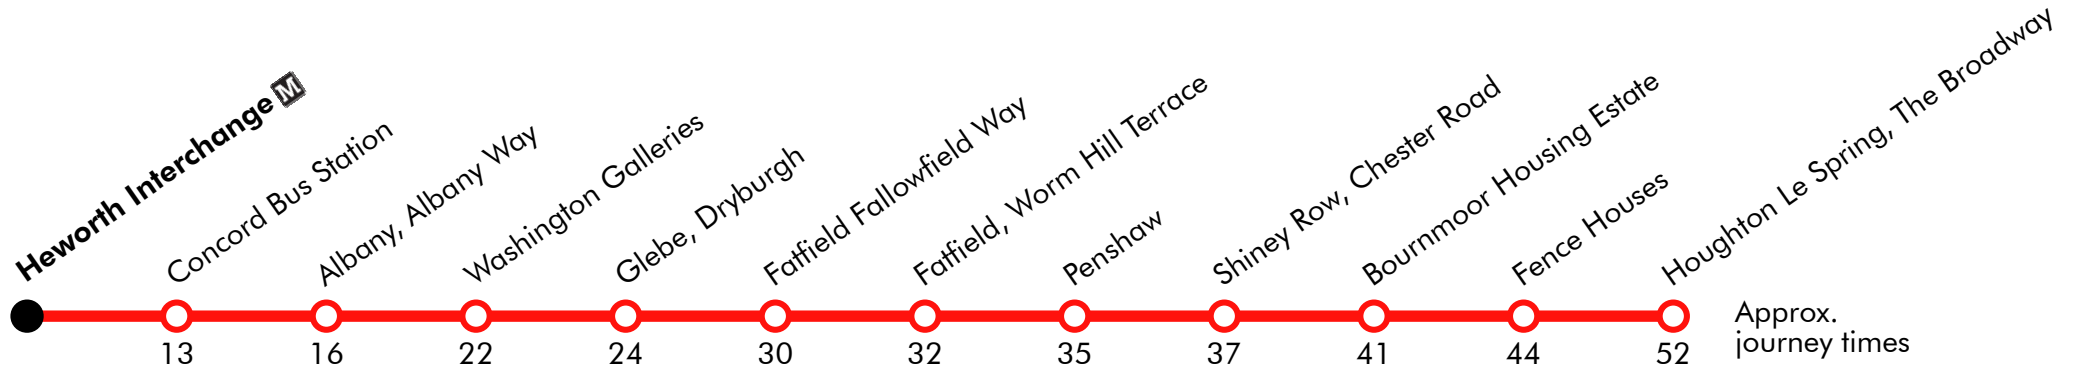 Heworth Interchange M
Concord Bus Station
Albany, Albany Way
Washington Galleries
Glebe, Dryburgh
Fatfield Fallowfield Way
Fatfield, Worm Hill Terrace
Penshaw
Shiney Row, Chester Road
Bournmoor Housing Estate
Fence Houses
Houghton Le Spring, The Broadway
13 16 22 24 30 32 35 37 41 44 52
Approx.
journey times